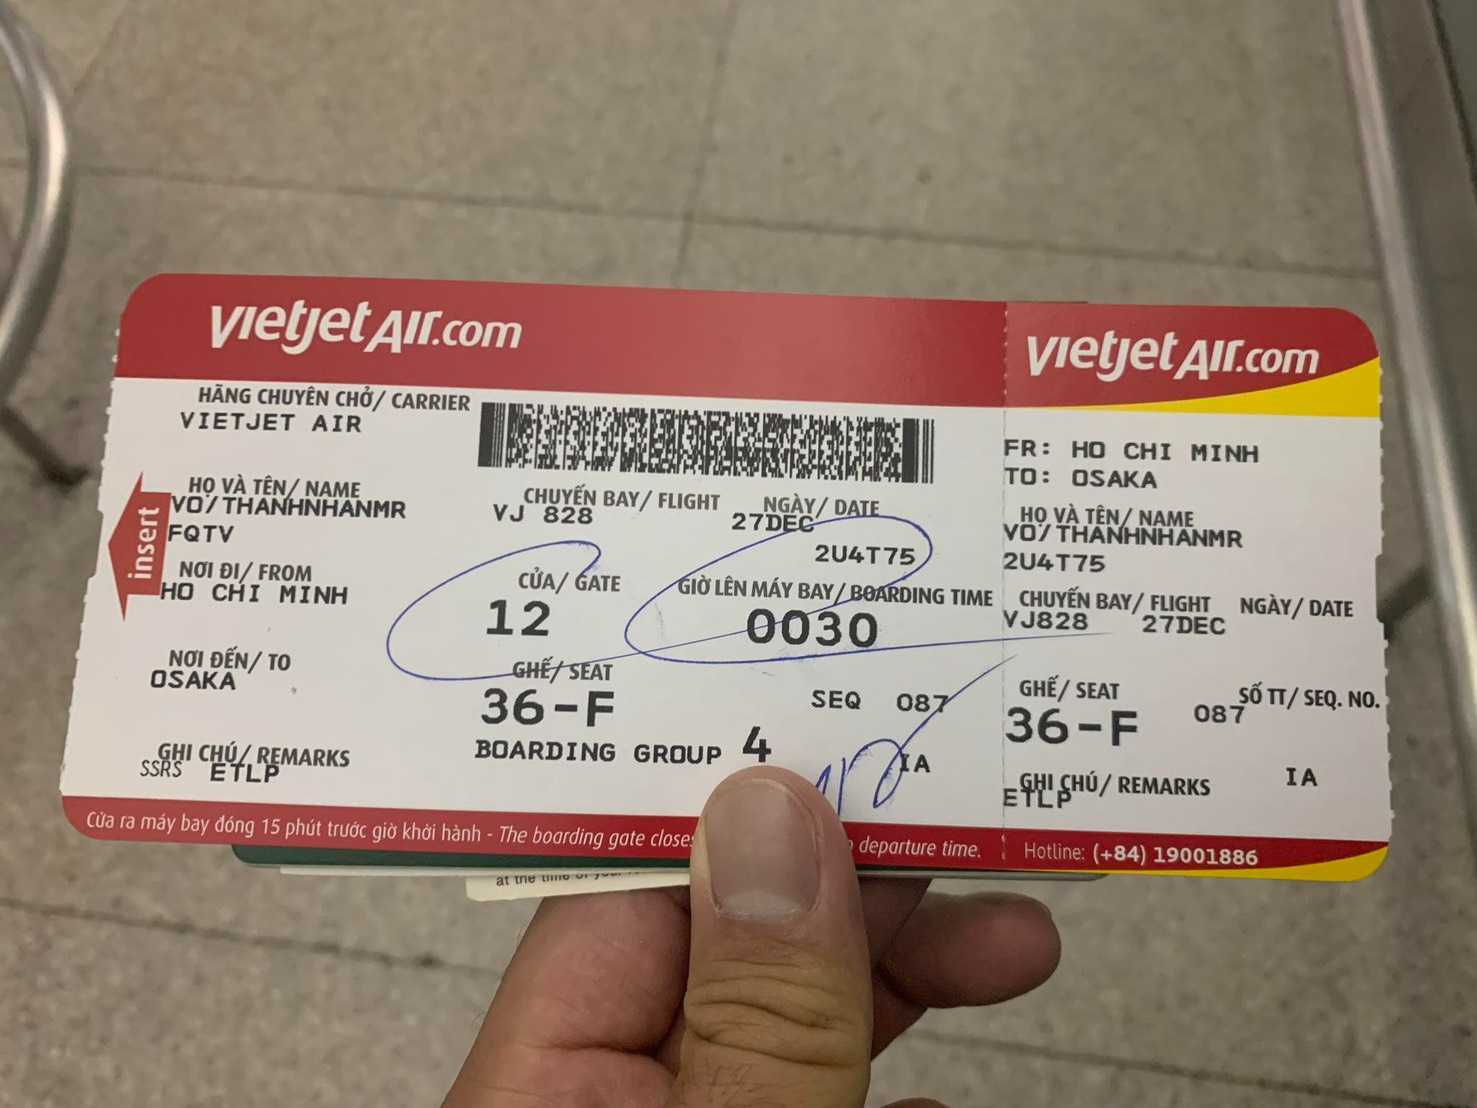 vietjetAir.com
HÃNG CHUYÊN CHỞ/ CARRIER
VIETJET AIR
HỌ VÀ TÊN/ NAME
VO/THANHNHANMR
FQTV
NƠI ĐI/ FROM
HO CHI MINH
NƠI ĐẾN/ TO
OSAKA
GHI CHÚ/ REMARKS
SSRS ETLP
CHUYẾN BAY/ FLIGHT
VJ 828
NGÀY/ DATE
27DEC
2U4T75
CỬA/ GATE
12
GIỜ LÊN MÁY BAY/ BOARDING TIME
0030
GHẾ/ SEAT
36-F
SEQ 087
BOARDING GROUP 4
IA
insert
Cửa ra máy bay đóng 15 phút trước giờ khởi hành - The boarding gate closes departure time.
vietjetAir.com
FR: HO CHI MINH
TO: OSAKA
HỌ VÀ TÊN/ NAME
VO/THANHNHANMR
2U4T75
CHUYẾN BAY/ FLIGHT NGÀY/ DATE
VJ828 27DEC
GHẾ/ SEAT SỐ TT/ SEQ. NO.
36-F 087
GHI CHÚ/ REMARKS IA
ETLP
Hotline: (+84) 19001886
at the time of